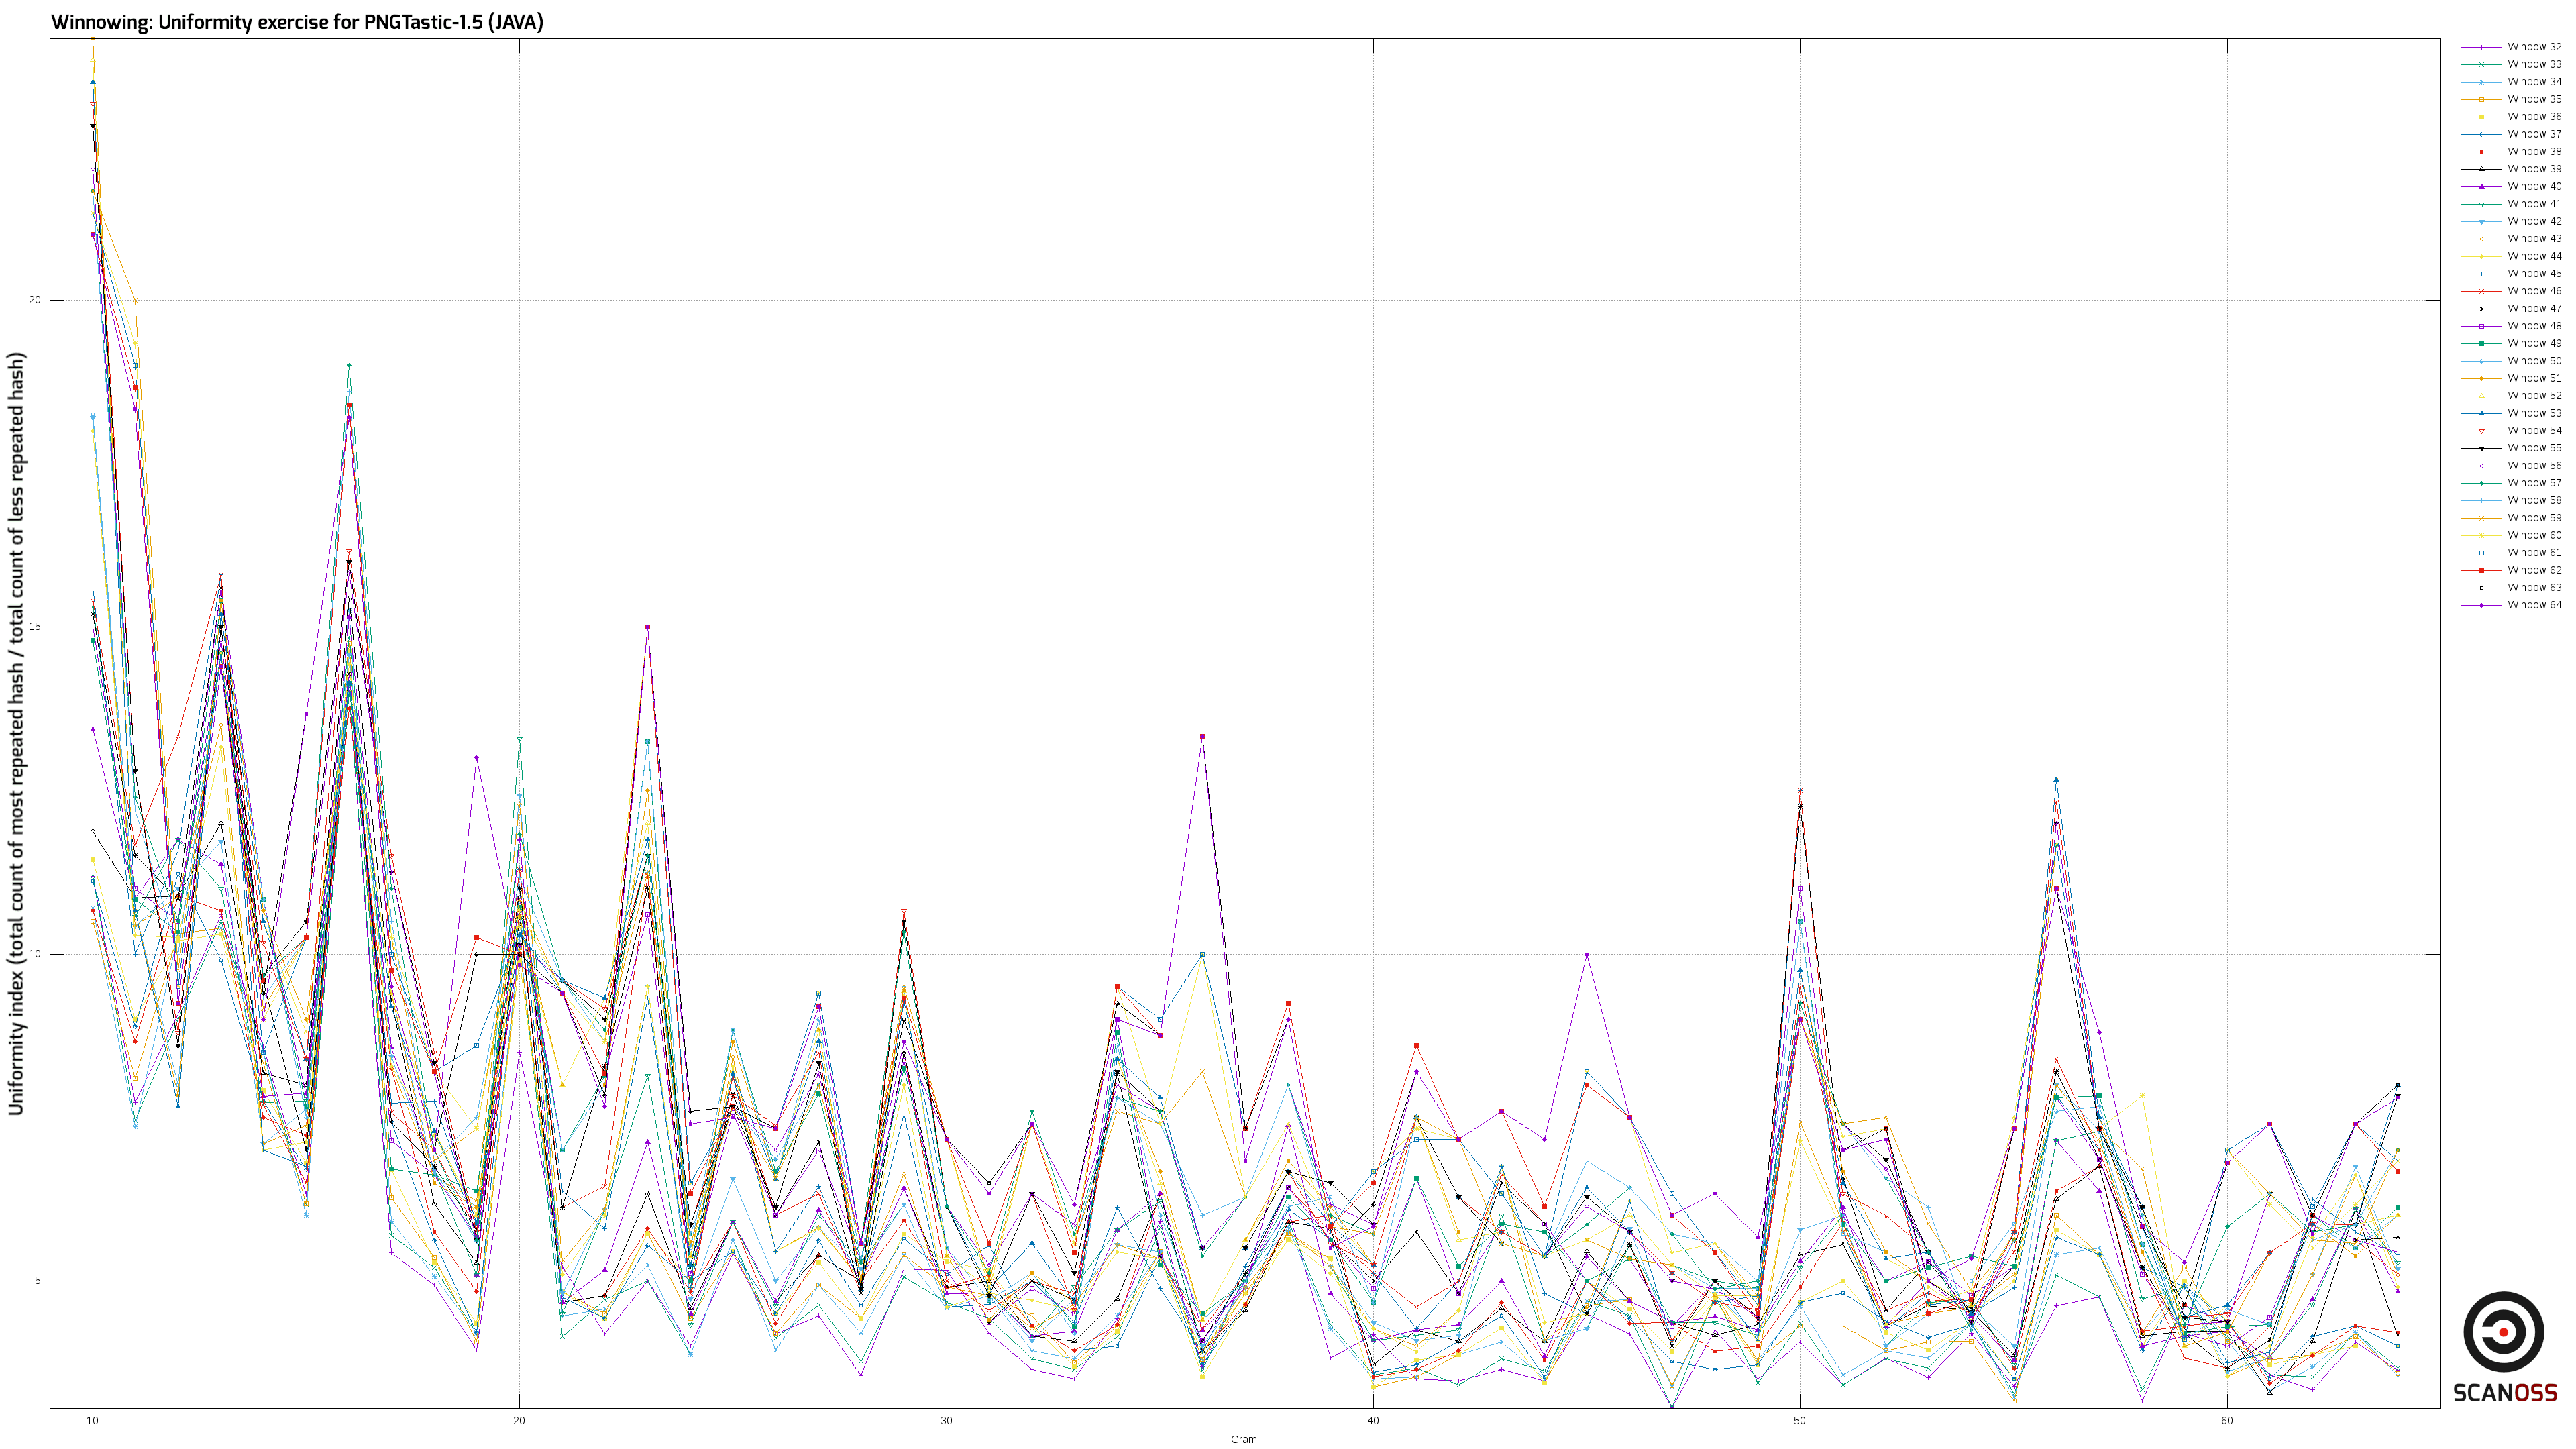 Winnowing: Uniformity exercise for PNGTastic-1.5 (JAVA)
Uniformity index (total count of most repeated hash / total count of less repeated hash)
20
15
10
5
10
20
30
40
50
60
Gram
Window 32
Window 33
Window 34
Window 35
Window 36
Window 37
Window 38
Window 39
Window 40
Window 41
Window 42
Window 43
Window 44
Window 45
Window 46
Window 47
Window 48
Window 49
Window 50
Window 51
Window 52
Window 53
Window 54
Window 55
Window 56
Window 57
Window 58
Window 59
Window 60
Window 61
Window 62
Window 63
Window 64
SCANOSS